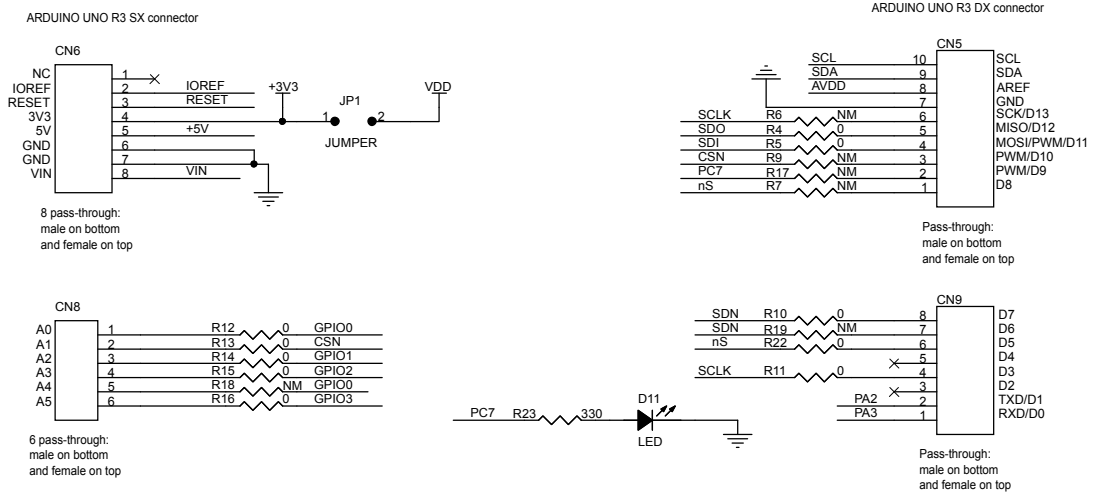 ARDUINO UNO R3 SX connector
CN6
NC 1
IOREF 2 IOREF
RESET 3 RESET
3V3 4
5V 5 +5V
GND 6
GND 7
VIN 8 VIN
+3V3
JP1
1 2
JUMPER
VDD
8 pass-through:
male on bottom
and female on top
ARDUINO UNO R3 DX connector
CN5
SCL 10 SCL
SDA 9 SDA
AVDD 8 AREF
7 GND
SCLK R6 NM 6 SCK/D13
SDO R4 0 5 MISO/D12
SDI R5 0 4 MOSI/PWM/D11
CSN R9 NM 3 PWM/D10
PC7 R17 NM 2 PWM/D9
nS R7 NM 1 D8
Pass-through:
male on bottom
and female on top
CN8
A0 1 R12 0 GPIO0
A1 2 R13 0 CSN
A2 3 R14 0 GPIO1
A3 4 R15 0 GPIO2
A4 5 R18 NM GPIO0
A5 6 R16 0 GPIO3
6 pass-through:
male on bottom
and female on top
PC7 R23 330
D11
LED
CN9
SDN R10 0 8 D7
SDN R19 NM 7 D6
nS R22 0 6 D5
5 D4
SCLK R11 0 4 D3
3 D2
PA2 2 TXD/D1
PA3 1 RXD/D0
Pass-through:
male on bottom
and female on top